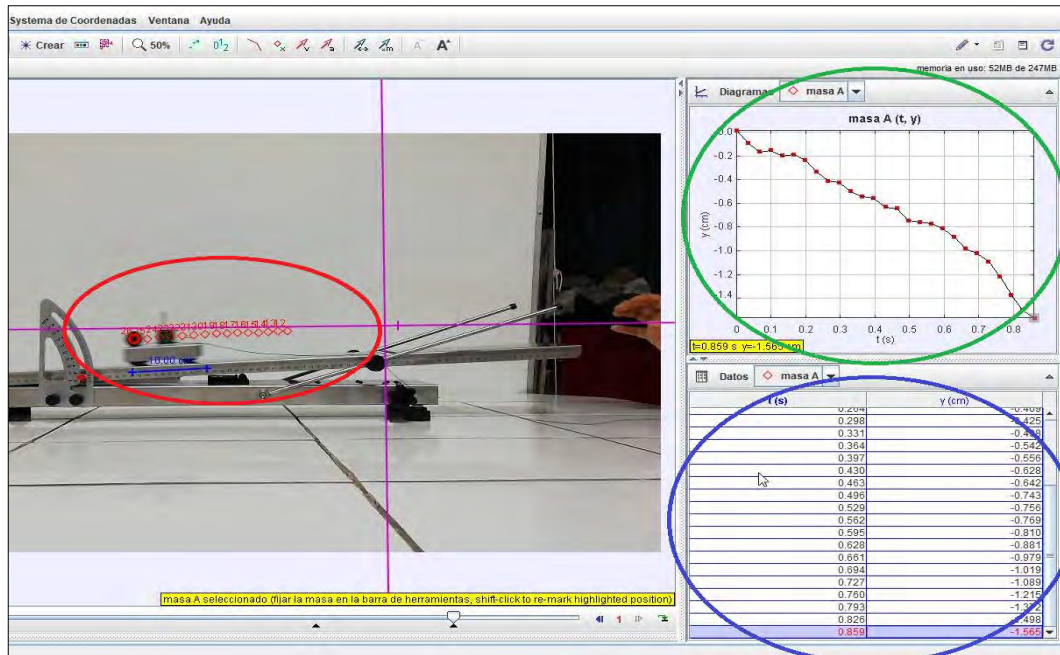 Systema de Coordenadas Ventana Ayuda
Crear 50%
memoria en uso: 52MB de 247MB
Diagramas masa A
masa A (t, y)
0.0
-0.2
-0.4
-0.6
-0.8
-1.0
-1.2
-1.4
y (cm)
0 0.1 0.2 0.3 0.4 0.5 0.6 0.7 0.8
t (s)
t=0.859 s y=-1.565 cm
Datos masa A
t (s) y (cm)
0.264 -0.409
0.298 -0.425
0.331
0.364 -0.542
0.397 -0.556
0.430 -0.628
0.463 -0.642
0.496 -0.743
0.529 -0.756
0.562 -0.769
0.595 -0.810
0.628 -0.881
0.661 -0.979
0.694 -1.019
0.727 -1.089
0.760 -1.215
0.793
0.826
0.859 -1.565
masa A seleccionado (fijar la masa en la barra de herramientas, shift-click to re-mark highlighted position)
1